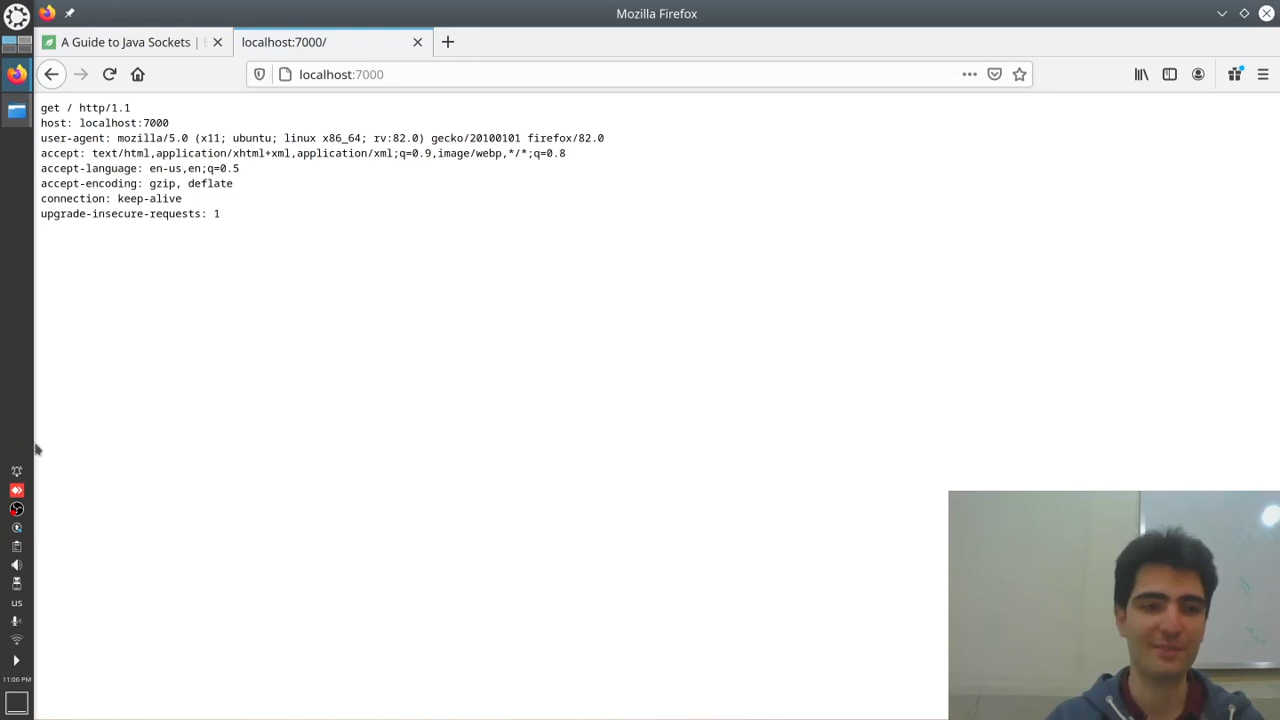 Mozilla Firefox
A Guide to Java Sockets |
localhost:7000/
localhost:7000
get / http/1.1
host: localhost:7000
user-agent: mozilla/5.0 (x11; ubuntu; linux x86_64; rv:82.0) gecko/20100101 firefox/82.0
accept: text/html,application/xhtml+xml,application/xml;q=0.9,image/webp,*/*;q=0.8
accept-language: en-us,en;q=0.5
accept-encoding: gzip, deflate
connection: keep-alive
upgrade-insecure-requests: 1
us
11:06 PM